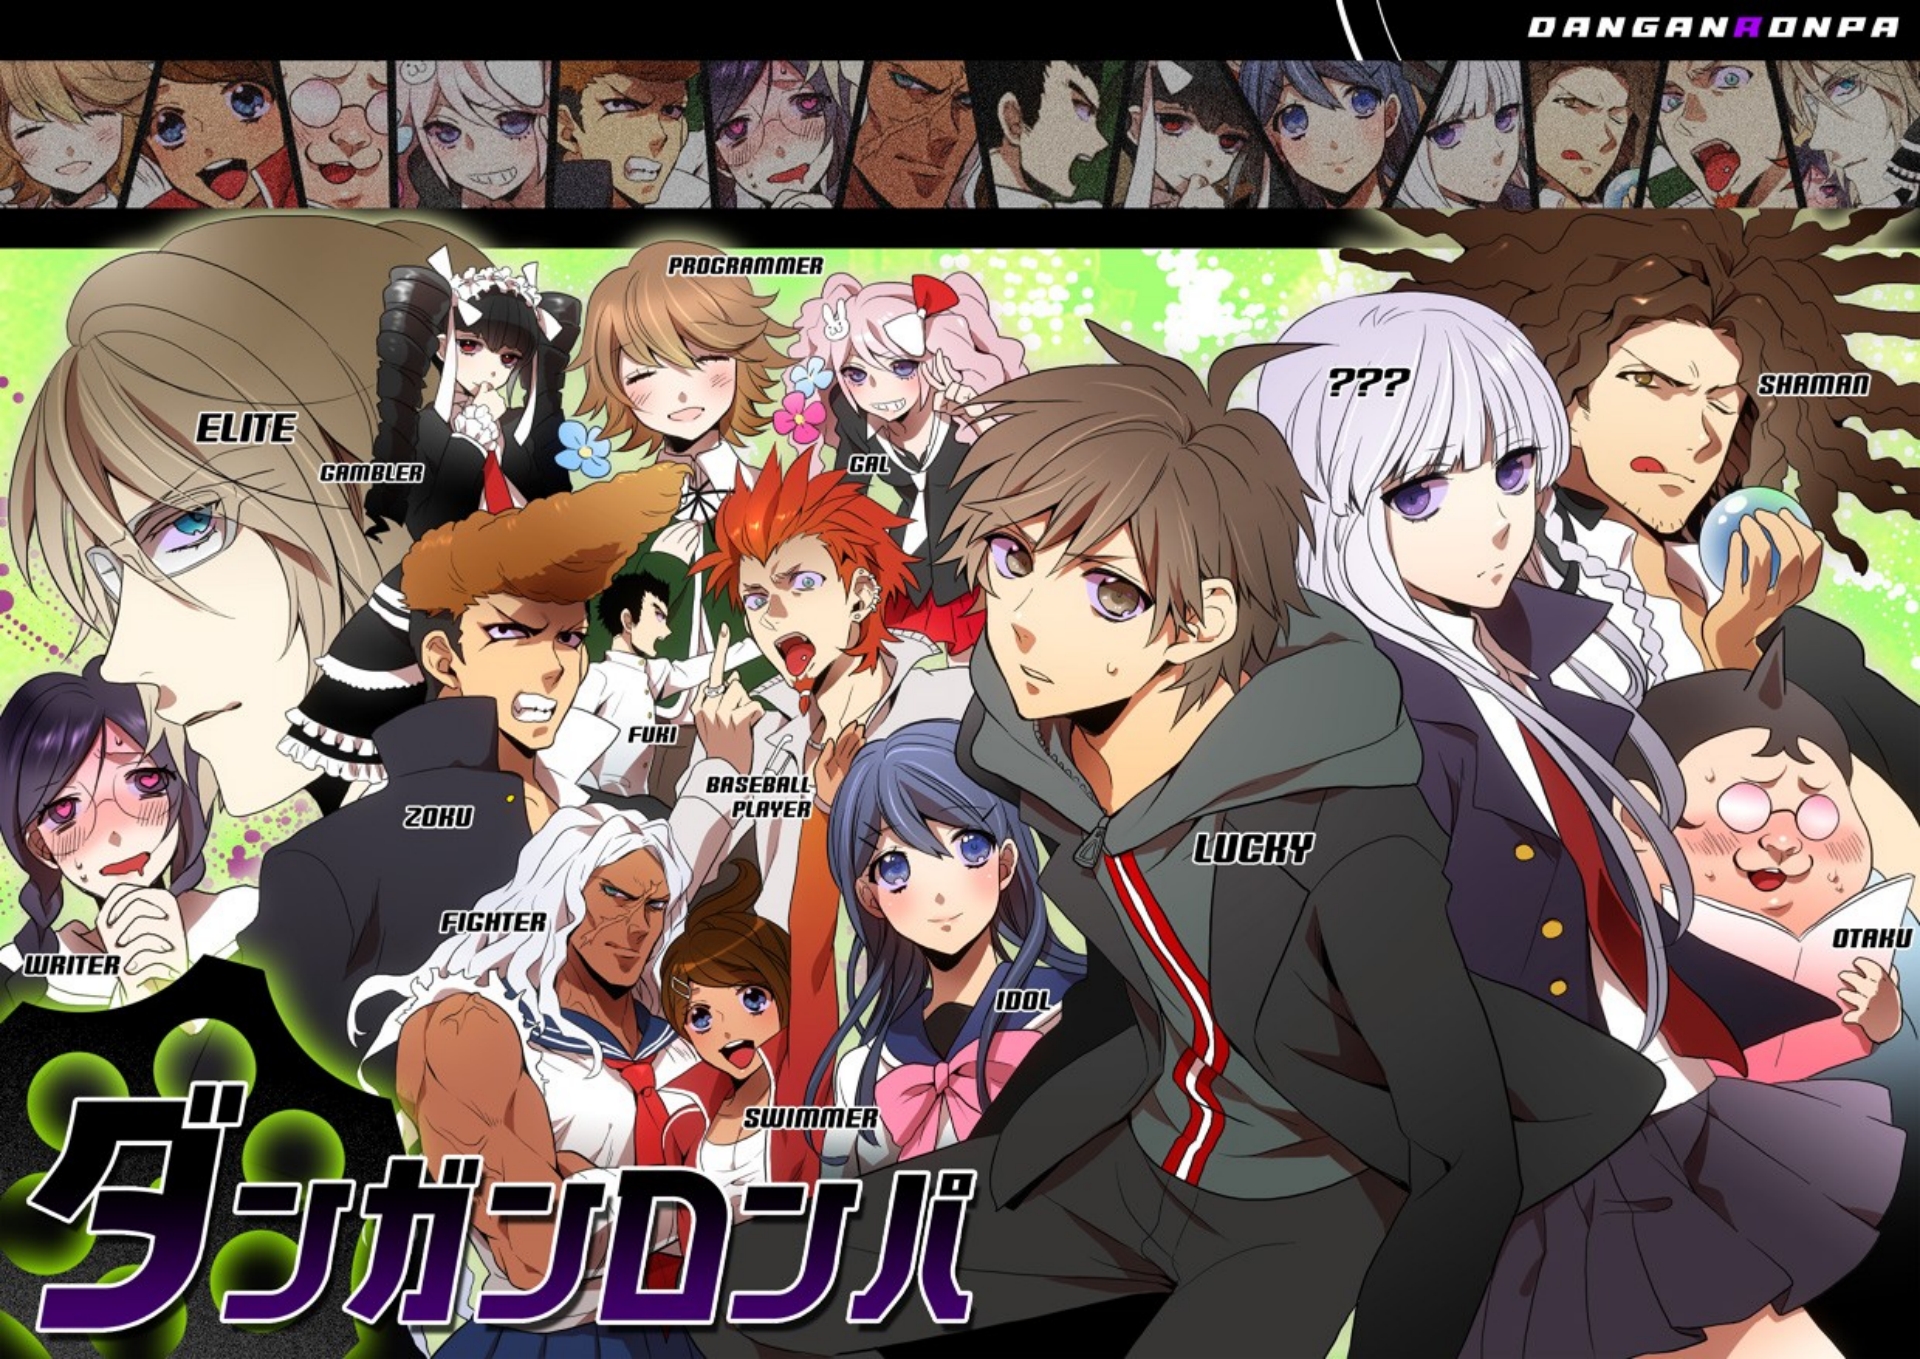 DANGANRONPA
PROGRAMMER
???
SHAMAN
ELITE
GAMBLER
GAL
FUKI
BASEBALL
PLAYER
ZOKU
LUCKY
FIGHTER
WRITER
OTAKU
IDOL
SWIMMER
ダンガンロンパ